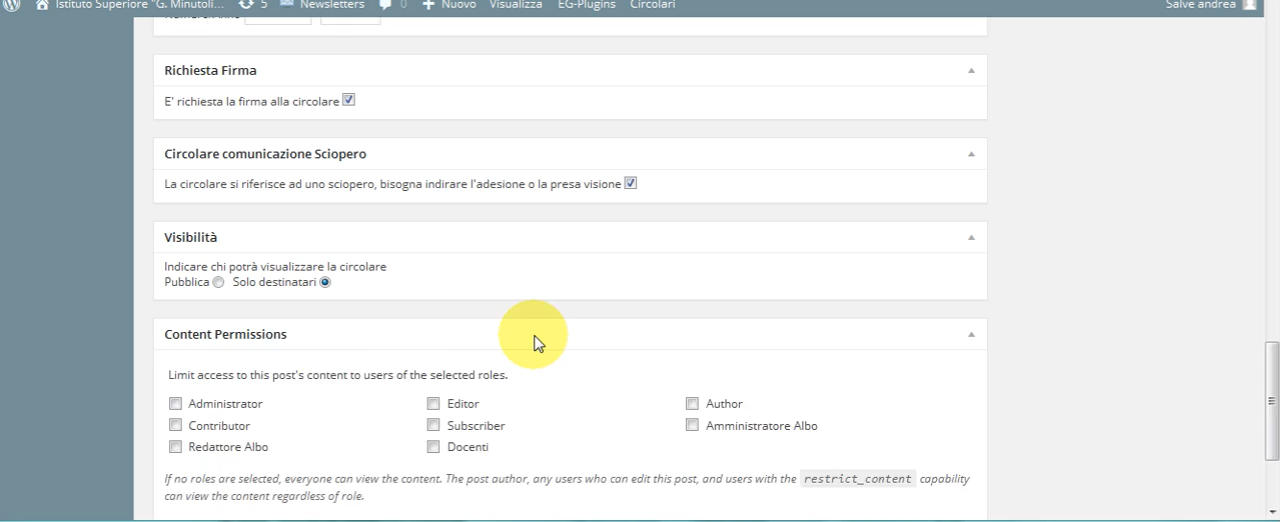 Istituto Superiore "G. Minutoli... 5 Newsletters 0 Nuovo Visualizza EG-Plugins Circolari Salve andrea
Richiesta Firma
E' richiesta la firma alla circolare
Circolare comunicazione Sciopero
La circolare si riferisce ad uno sciopero, bisogna indirare l'adesione o la presa visione
Visibilità
Indicare chi potrà visualizzare la circolare
Pubblica Solo destinatari
Content Permissions
Limit access to this post's content to users of the selected roles.
Administrator Editor Author
Contributor Subscriber Amministratore Albo
Redattore Albo Docenti
If no roles are selected, everyone can view the content. The post author, any users who can edit this post, and users with the restrict_content capability
can view the content regardless of role.